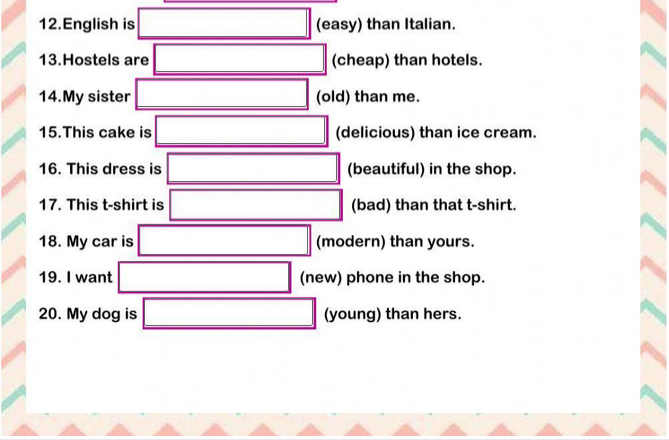 12.English is (easy) than Italian.
13.Hostels are (cheap) than hotels.
14.My sister (old) than me.
15.This cake is (delicious) than ice cream.
16. This dress is (beautiful) in the shop.
17. This t-shirt is (bad) than that t-shirt.
18. My car is (modern) than yours.
19. I want (new) phone in the shop.
20. My dog is (young) than hers.